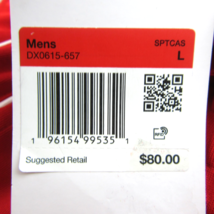 Mens SPTCAS
DX0615-657 L
1 96154 99535 1
Suggested Retail $80.00